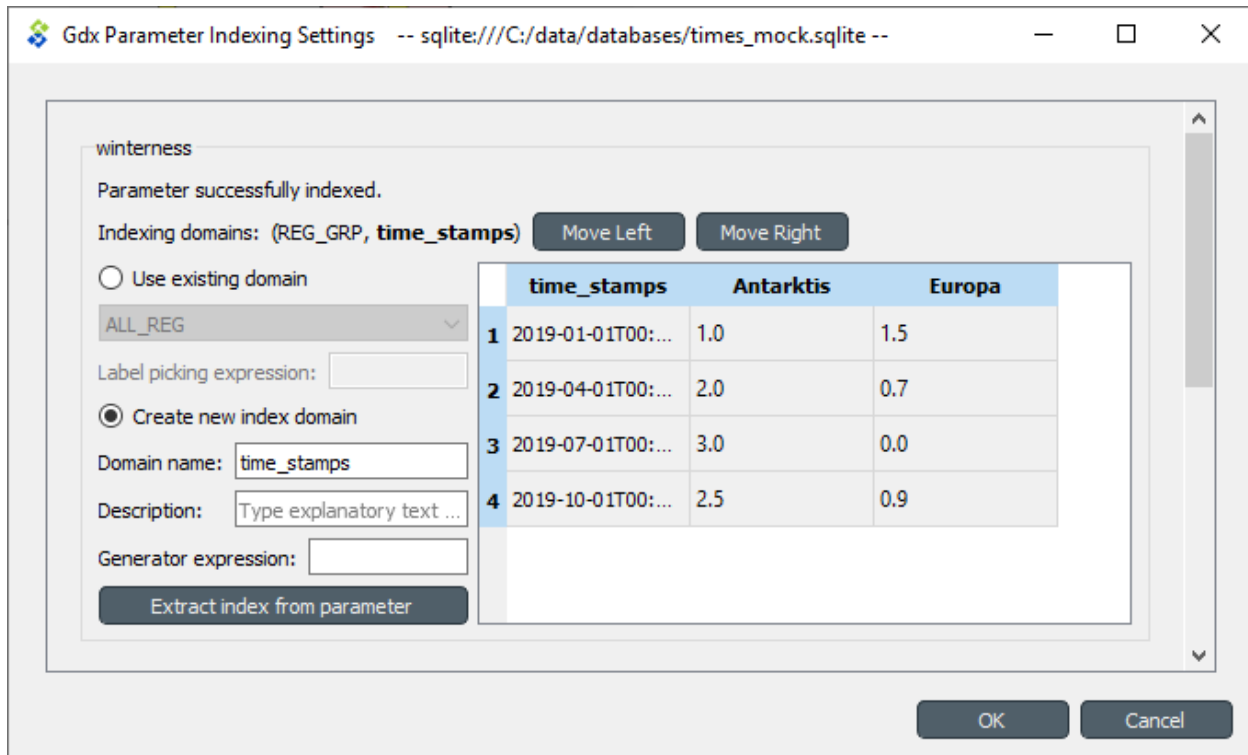 Gdx Parameter Indexing Settings -- sqlite:///C:/data/databases/times_mock.sqlite --
winterness
Parameter successfully indexed.
Indexing domains: (REG_GRP, time_stamps) Move Left Move Right
Use existing domain
ALL_REG
Label picking expression:
Create new index domain
Domain name: time_stamps
Description: Type explanatory text ...
Generator expression:
Extract index from parameter
time_stamps Antarktis Europa
1 2019-01-01T00:... 1.0 1.5
2 2019-04-01T00:... 2.0 0.7
3 2019-07-01T00:... 3.0 0.0
4 2019-10-01T00:... 2.5 0.9
OK Cancel